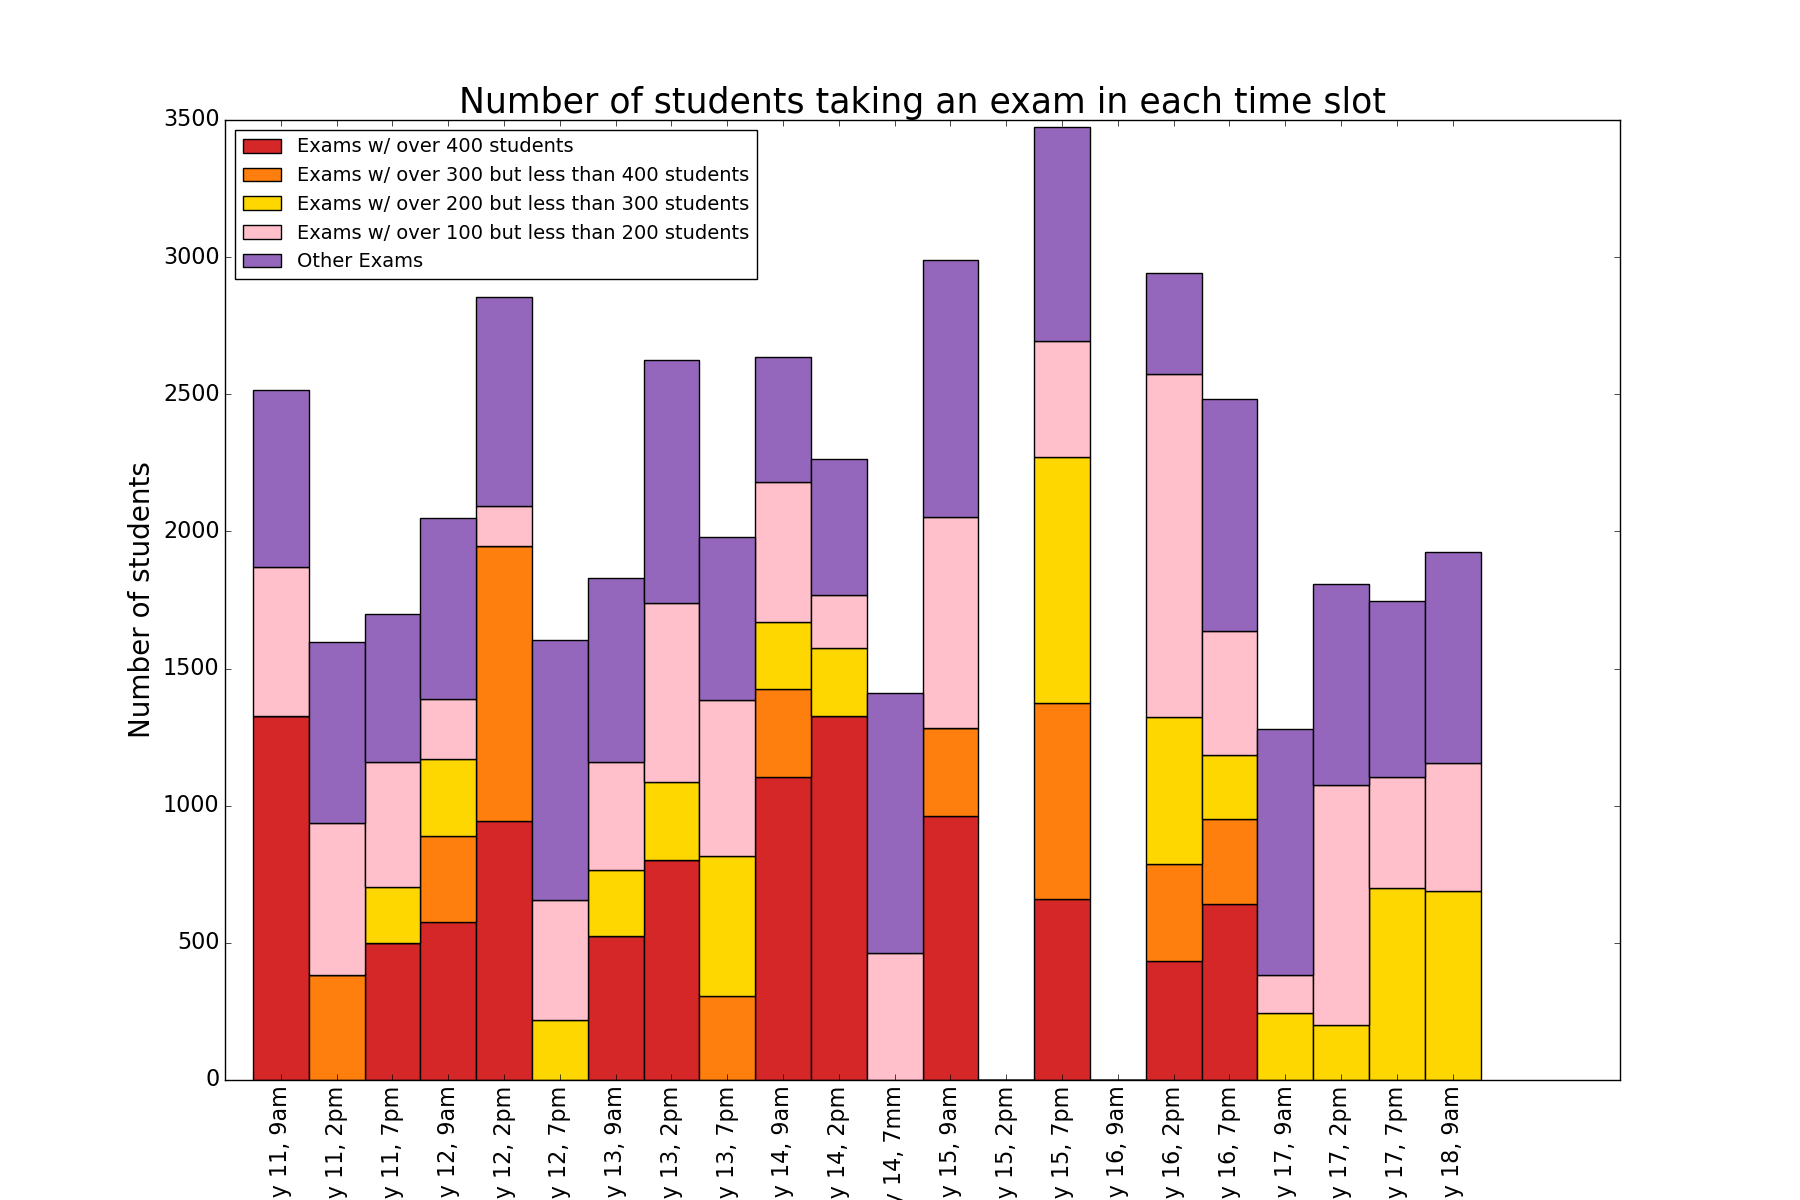 Number of students taking an exam in each time slot
Exams w/ over 400 students
Exams w/ over 300 but less than 400 students
Exams w/ over 200 but less than 300 students
Exams w/ over 100 but less than 200 students
Other Exams
Number of students
3500
3000
2500
2000
1500
1000
500
0
y 11, 9am
y 11, 2pm
y 11, 7pm
y 12, 9am
y 12, 2pm
y 12, 7pm
y 13, 9am
y 13, 2pm
y 13, 7pm
y 14, 9am
y 14, 2pm
y 14, 7mm
y 15, 9am
y 15, 2pm
y 15, 7pm
y 16, 9am
y 16, 2pm
y 16, 7pm
y 17, 9am
y 17, 2pm
y 17, 7pm
y 18, 9am